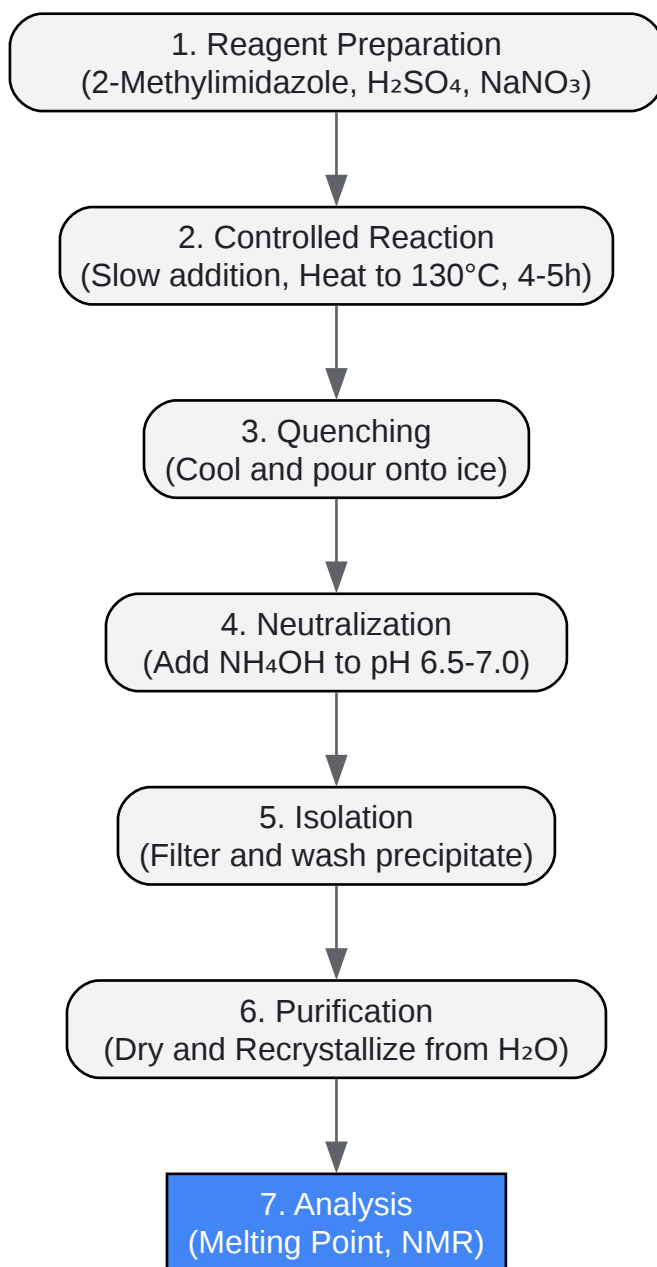 1. Reagent Preparation
(2-Methylimidazole, H₂SO₄, NaNO₃)
2. Controlled Reaction
(Slow addition, Heat to 130°C, 4-5h)
3. Quenching
(Cool and pour onto ice)
4. Neutralization
(Add NH₄OH to pH 6.5-7.0)
5. Isolation
(Filter and wash precipitate)
6. Purification
(Dry and Recrystallize from H₂O)
7. Analysis
(Melting Point, NMR)